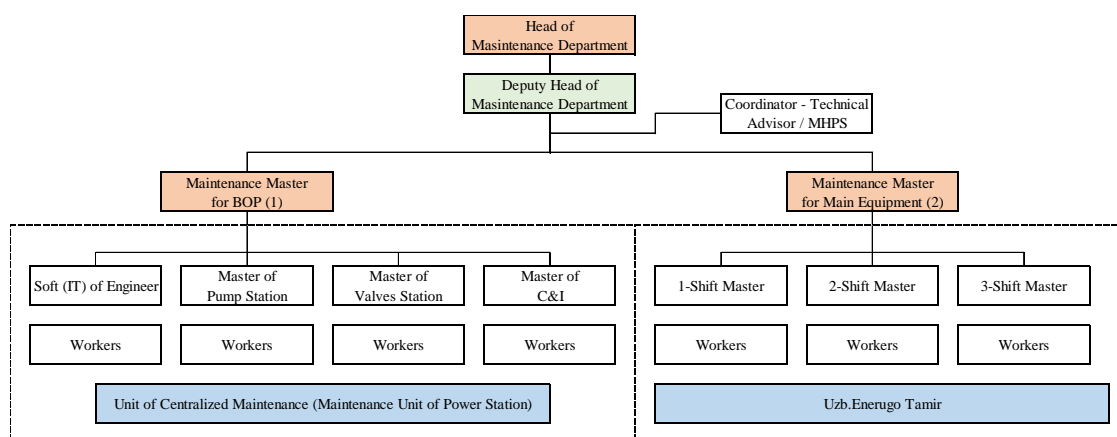 Head of
Masintenance Department
Deputy Head of
Masintenance Department
Coordinator - Technical
Advisor / MHPS
Maintenance Master
for BOP (1)
Maintenance Master
for Main Equipment (2)
Soft (IT) of Engineer
Master of
Pump Station
Master of
Valves Station
Master of
C&I
1-Shift Master
2-Shift Master
3-Shift Master
Workers
Workers
Workers
Workers
Workers
Workers
Workers
Unit of Centralized Maintenance (Maintenance Unit of Power Station)
Uzb.Enerugo Tamir